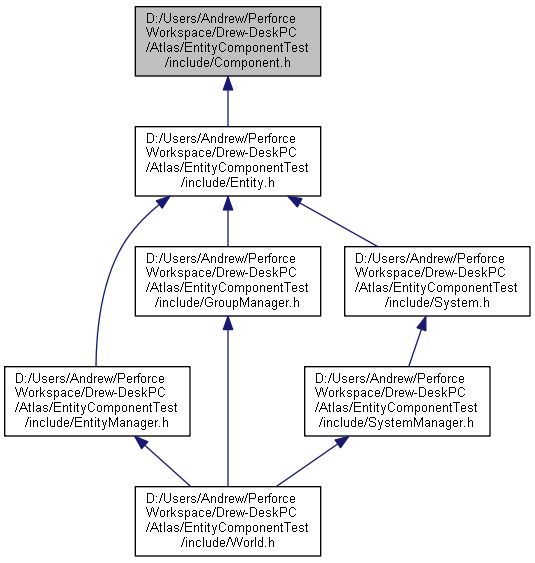 D:/Users/Andrew/Perforce
Workspace/Drew-DeskPC
/Atlas/EntityComponentTest
/include/Component.h
D:/Users/Andrew/Perforce
Workspace/Drew-DeskPC
/Atlas/EntityComponentTest
/include/Entity.h
D:/Users/Andrew/Perforce
Workspace/Drew-DeskPC
/Atlas/EntityComponentTest
/include/GroupManager.h
D:/Users/Andrew/Perforce
Workspace/Drew-DeskPC
/Atlas/EntityComponentTest
/include/System.h
D:/Users/Andrew/Perforce
Workspace/Drew-DeskPC
/Atlas/EntityComponentTest
/include/EntityManager.h
D:/Users/Andrew/Perforce
Workspace/Drew-DeskPC
/Atlas/EntityComponentTest
/include/SystemManager.h
D:/Users/Andrew/Perforce
Workspace/Drew-DeskPC
/Atlas/EntityComponentTest
/include/World.h